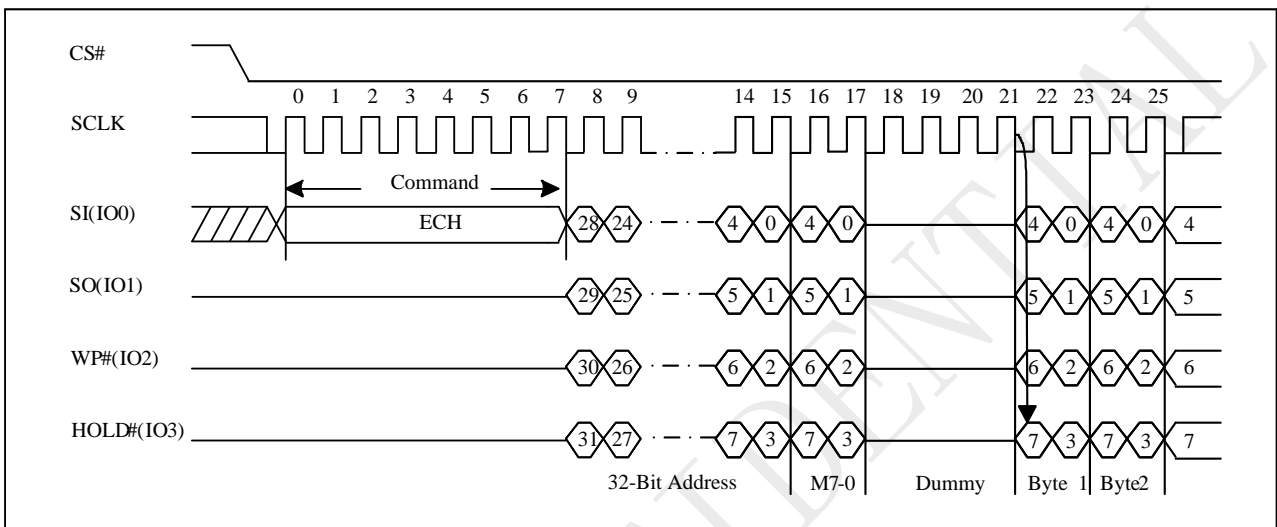 CS#
0 1 2 3 4 5 6 7 8 9 14 15 16 17 18 19 20 21 22 23 24 25
SCLK
Command
SI(IO0) ECH 28 24 4 0 4 0 4 0 4 0 4
SO(IO1) 29 25 5 1 5 1 5 1 5 1 5
WP#(IO2) 30 26 6 2 6 2 6 2 6 2 6
HOLD#(IO3) 31 27 7 3 7 3 7 3 7 3 7
32-Bit Address M7-0 Dummy Byte 1 Byte2